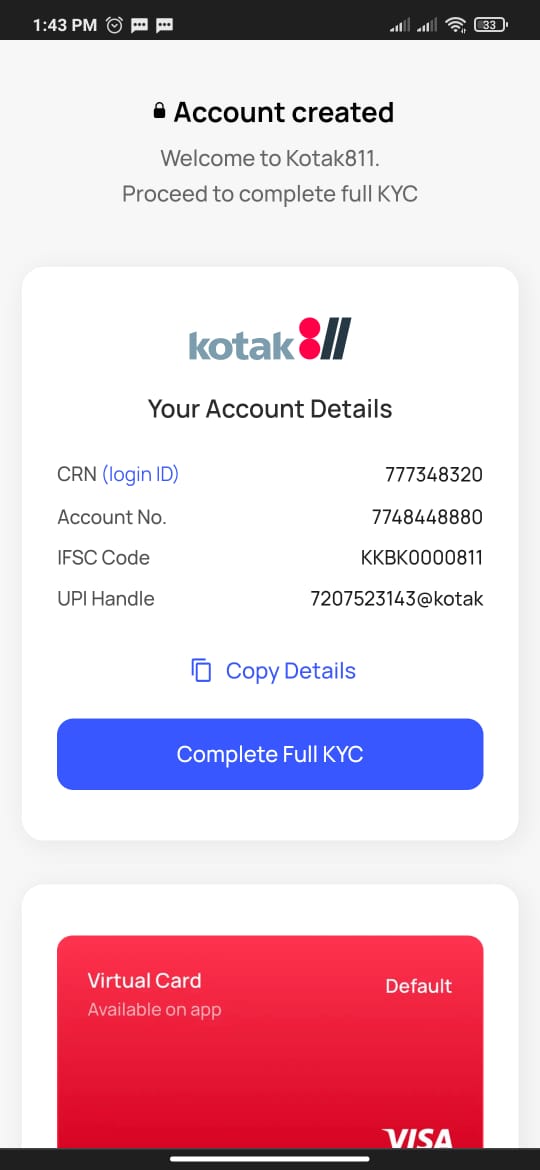 1:43 PM
33
Account created
Welcome to Kotak811.
Proceed to complete full KYC
kotak811
Your Account Details
CRN (login ID) 777348320
Account No. 7748448880
IFSC Code KKBK0000811
UPI Handle 7207523143@kotak
Copy Details
Complete Full KYC
Virtual Card Default
Available on app
VISA